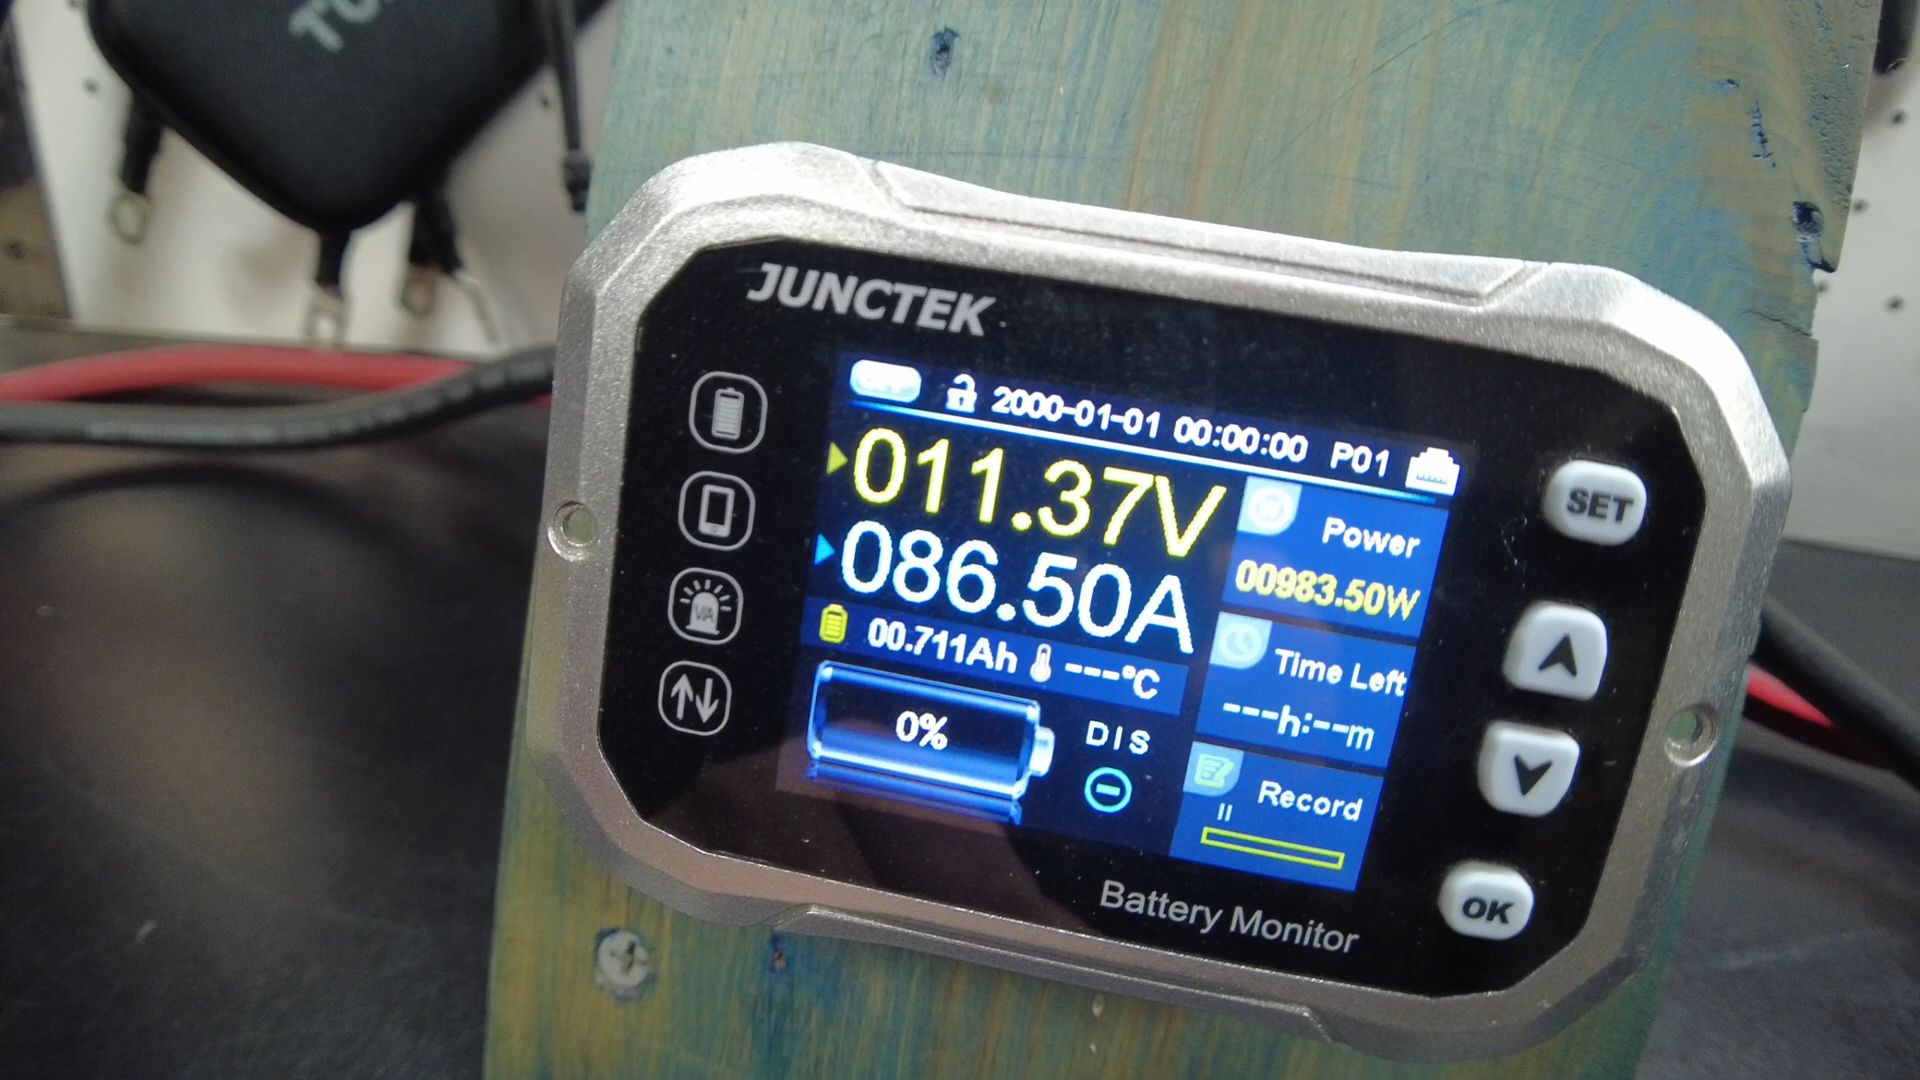 JUNCTEK
2000-01-01 00:00:00 P01
011.37V
086.50A
Power
00983.50W
00.711Ah ---°C
Time Left
---h:--m
0%
DIS
Record
Battery Monitor
SET
OK
V/A